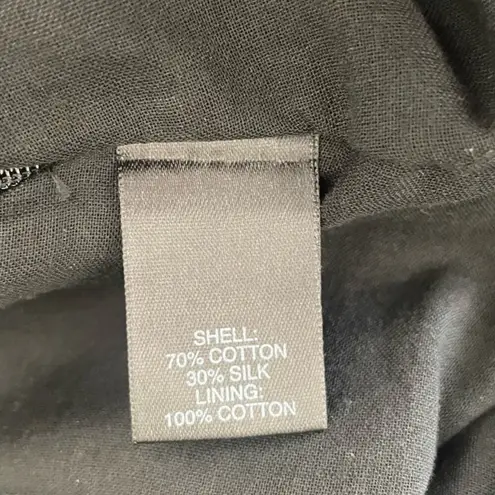 SHELL:
70% COTTON
30% SILK
LINING:
100% COTTON